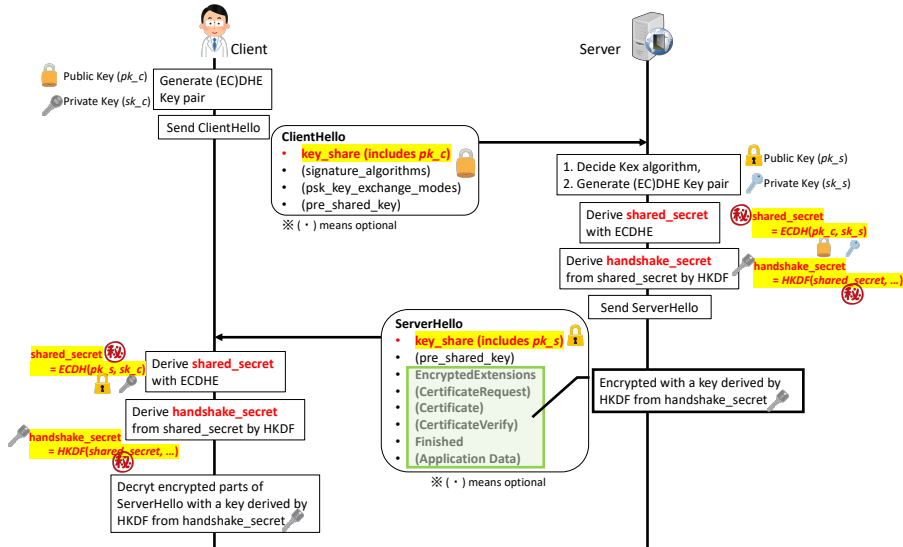 Client
Server
Public Key (pk_c)
Private Key (sk_c)
Generate (EC)DHE
Key pair
Send ClientHello
ClientHello
• key_share (includes pk_c)
• (signature_algorithms)
• (psk_key_exchange_modes)
• (pre_shared_key)
※ (・) means optional
1. Decide Kex algorithm,
2. Generate (EC)DHE Key pair
Public Key (pk_s)
Private Key (sk_s)
Derive shared_secret
with ECDHE
㊙ shared_secret
= ECDH(pk_c, sk_s)
Derive handshake_secret
from shared_secret by HKDF
handshake_secret
= HKDF(shared_secret, …)
㊙
Send ServerHello
ServerHello
• key_share (includes pk_s)
• (pre_shared_key)
• EncryptedExtensions
• (CertificateRequest)
• (Certificate)
• (CertificateVerify)
• Finished
• (Application Data)
※ (・) means optional
Encrypted with a key derived by
HKDF from handshake_secret
shared_secret ㊙
= ECDH(pk_s, sk_c)
Derive shared_secret
with ECDHE
Derive handshake_secret
from shared_secret by HKDF
handshake_secret
= HKDF(shared_secret, …)
㊙
Decryt encrypted parts of
ServerHello with a key derived by
HKDF from handshake_secret